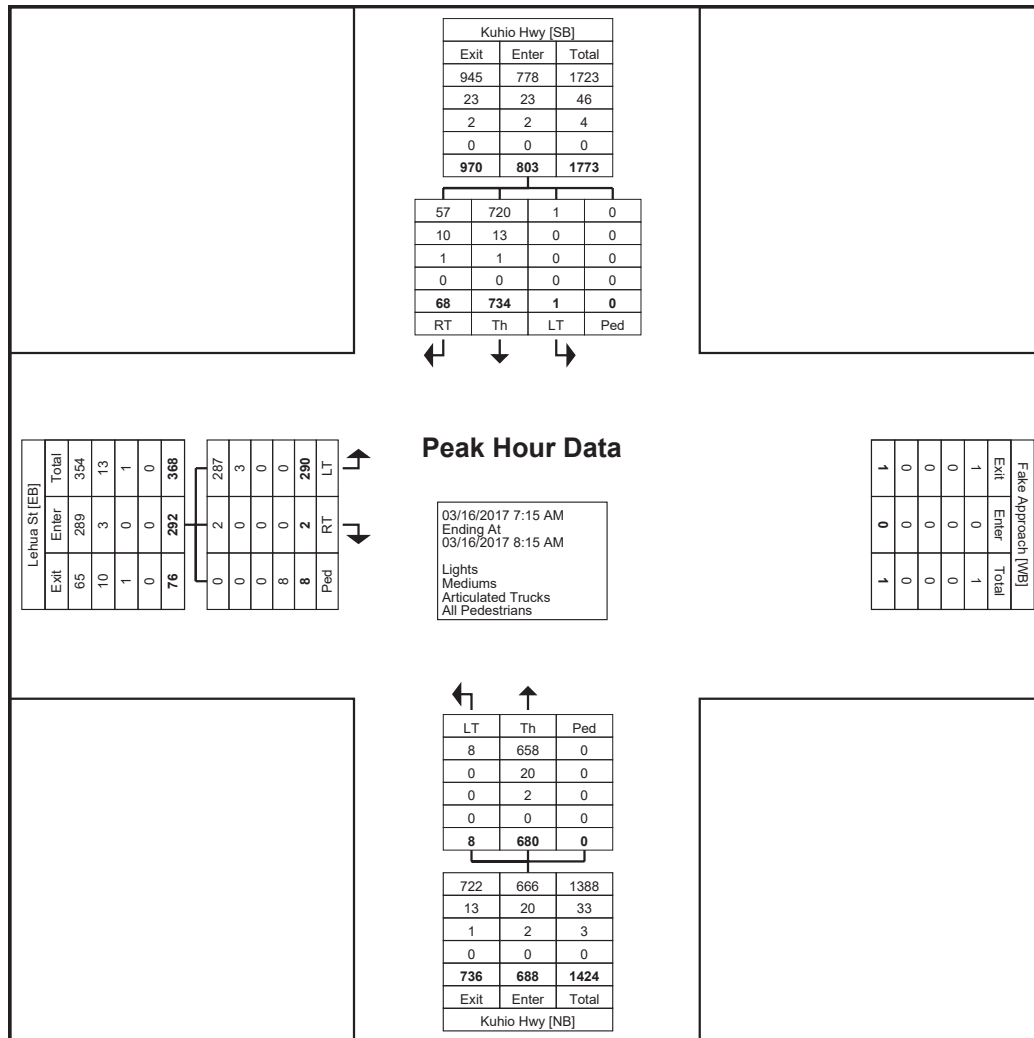 Kuhio Hwy [SB]
Exit Enter Total
945 778 1723
23 23 46
2 2 4
0 0 0
970 803 1773
57 720 1 0
10 13 0 0
1 1 0 0
0 0 0 0
68 734 1 0
RT Th LT Ped
Lehua St [EB]
Total 354 13 1 0 368
Enter 289 3 0 0 292
Exit 65 10 1 0 76
287 3 0 0 290 LT
2 0 0 0 2 RT
0 0 0 8 8 Ped
Peak Hour Data
03/16/2017 7:15 AM
Ending At
03/16/2017 8:15 AM
Lights
Mediums
Articulated Trucks
All Pedestrians
Fake Approach [WB]
Exit 1 0 0 0 1
Enter 0 0 0 0 0
Total 1 0 0 0 1
LT Th Ped
8 658 0
0 20 0
0 2 0
0 0 0
8 680 0
722 666 1388
13 20 33
1 2 3
0 0 0
736 688 1424
Exit Enter Total
Kuhio Hwy [NB]